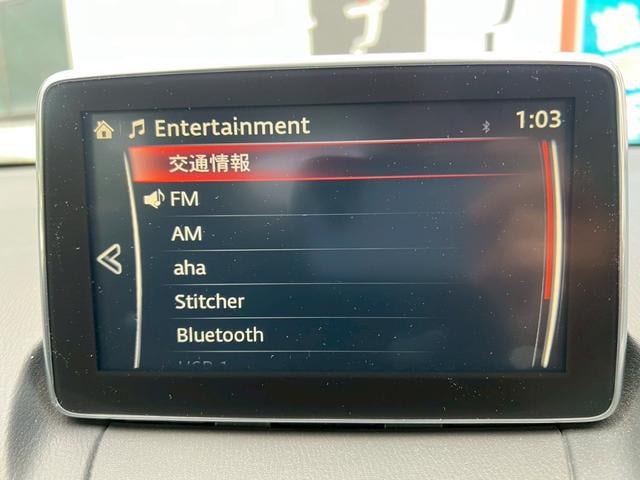 Entertainment
1:03
交通情報
FM
AM
aha
Stitcher
Bluetooth